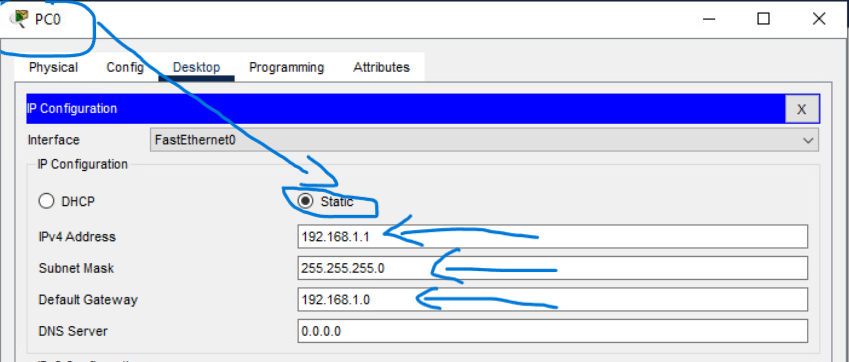 PC0
Physical Config Desktop Programming Attributes
IP Configuration X
Interface FastEthernet0
IP Configuration
DHCP Static
IPv4 Address 192.168.1.1
Subnet Mask 255.255.255.0
Default Gateway 192.168.1.0
DNS Server 0.0.0.0